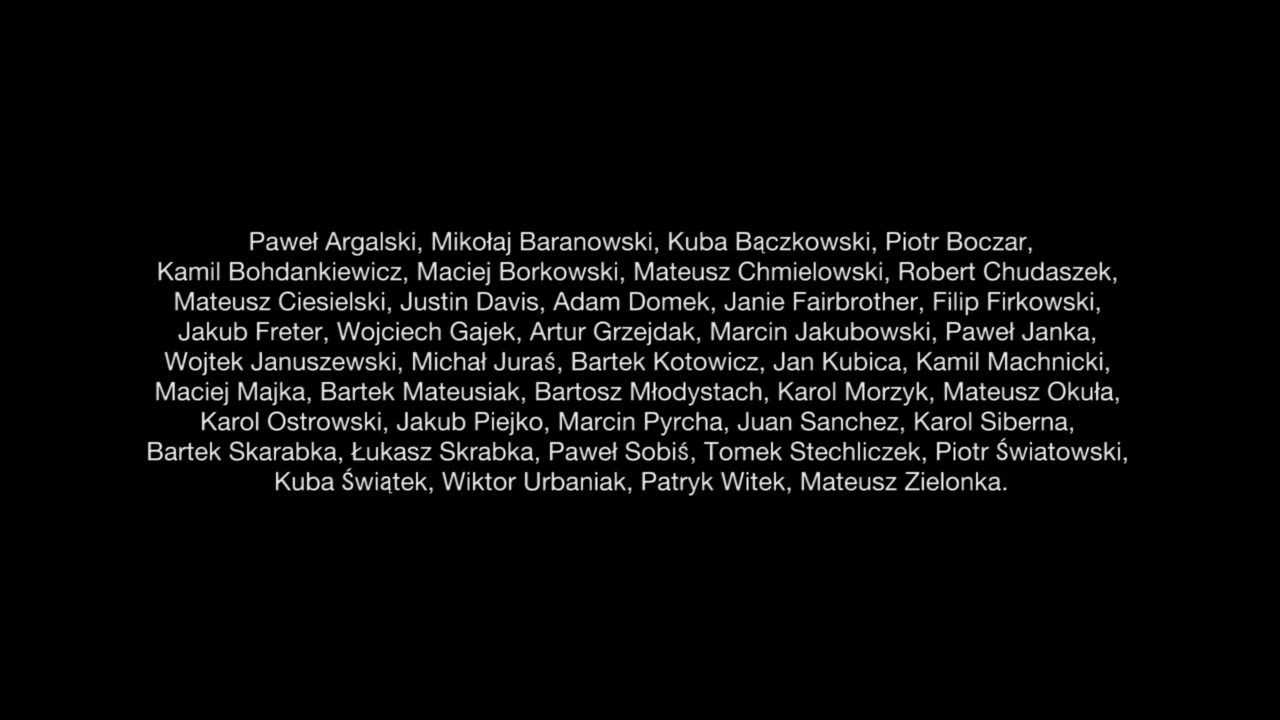 Paweł Argalski, Mikołaj Baranowski, Kuba Bączkowski, Piotr Boczar,
Kamil Bohdankiewicz, Maciej Borkowski, Mateusz Chmielowski, Robert Chudaszek,
Mateusz Ciesielski, Justin Davis, Adam Domek, Janie Fairbrother, Filip Firkowski,
Jakub Freter, Wojciech Gajek, Artur Grzejdak, Marcin Jakubowski, Paweł Janka,
Wojtek Januszewski, Michał Juraś, Bartek Kotowicz, Jan Kubica, Kamil Machnicki,
Maciej Majka, Bartek Mateusiak, Bartosz Młodystach, Karol Morzyk, Mateusz Okuła,
Karol Ostrowski, Jakub Piejko, Marcin Pyrcha, Juan Sanchez, Karol Siberna,
Bartek Skarabka, Łukasz Skrabka, Paweł Sobiś, Tomek Stechliczek, Piotr Światowski,
Kuba Świątek, Wiktor Urbaniak, Patryk Witek, Mateusz Zielonka.